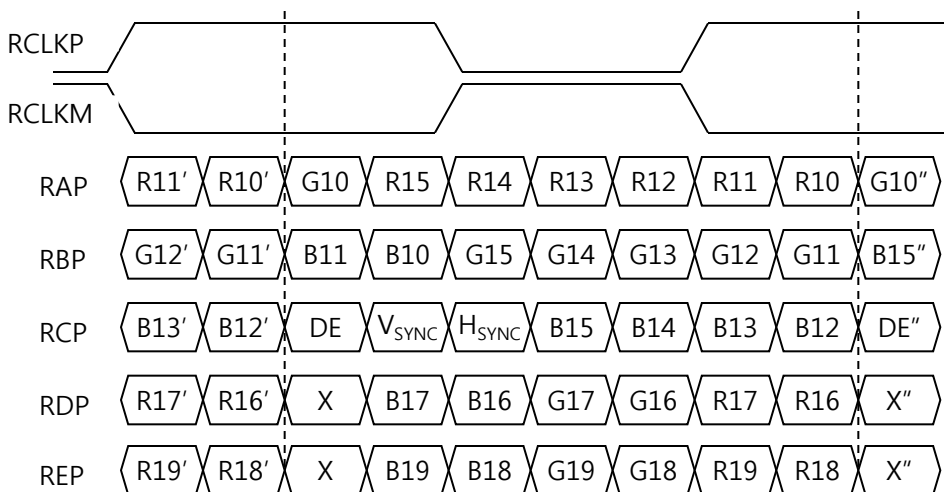 RCLKP
RCLKM
RAP R11′ R10′ G10 R15 R14 R13 R12 R11 R10 G10″
RBP G12′ G11′ B11 B10 G15 G14 G13 G12 G11 B15″
RCP B13′ B12′ DE VSYNC HSYNC B15 B14 B13 B12 DE″
RDP R17′ R16′ X B17 B16 G17 G16 R17 R16 X″
REP R19′ R18′ X B19 B18 G19 G18 R19 R18 X″